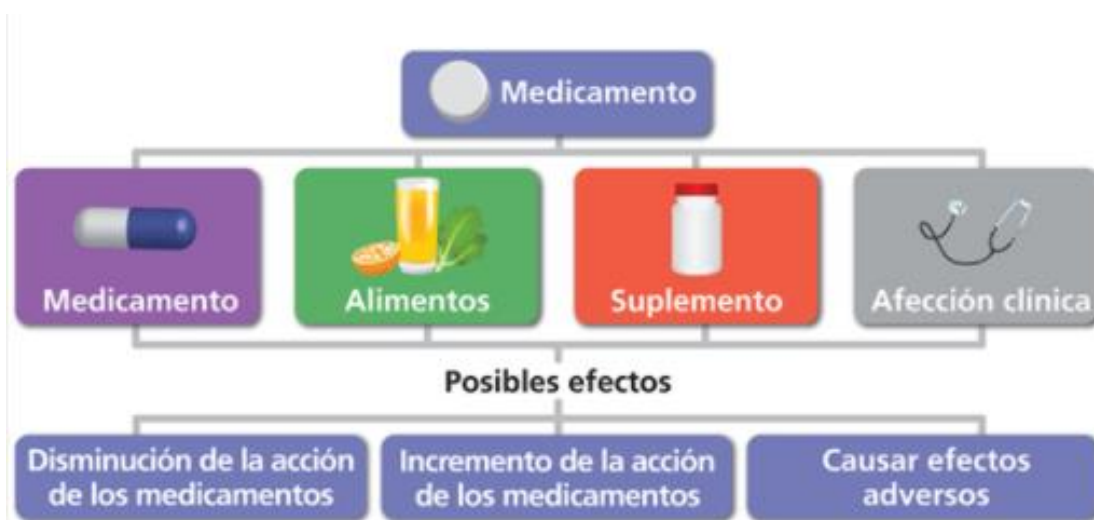 Medicamento
Medicamento
Alimentos
Suplemento
Afección clínica
Posibles efectos
Disminución de la acción
de los medicamentos
Incremento de la acción
de los medicamentos
Causar efectos
adversos